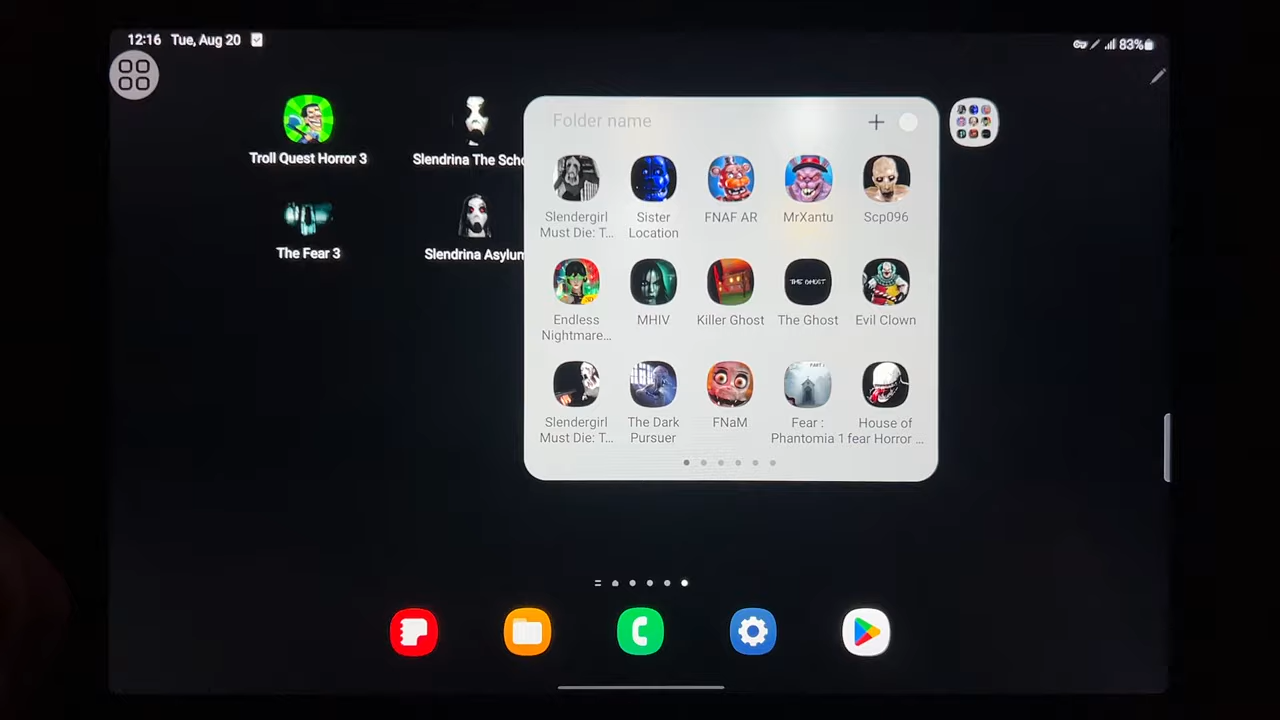 12:16 Tue, Aug 20
83%
Troll Quest Horror 3
Slendrina The Scho
The Fear 3
Slendrina Asylum
Folder name
Slendergirl
Must Die: T...
Sister
Location
FNAF AR
MrXantu
Scp096
Endless
Nightmare...
MHIV
Killer Ghost
THE GHOST
The Ghost
Evil Clown
Slendergirl
Must Die: T...
The Dark
Pursuer
FNaM
PART 1
Fear :
Phantomia 1
House of
fear Horror ...